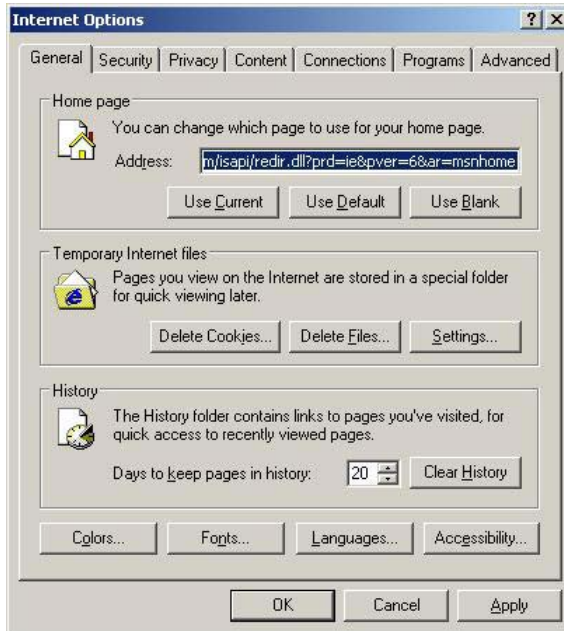 Internet Options
General Security Privacy Content Connections Programs Advanced
Home page
You can change which page to use for your home page.
Address: m/isapi/redir.dll?prd=ie&pver=6&ar=msnhome
Use Current Use Default Use Blank
Temporary Internet files
Pages you view on the Internet are stored in a special folder
for quick viewing later.
Delete Cookies... Delete Files... Settings...
History
The History folder contains links to pages you've visited, for
quick access to recently viewed pages.
Days to keep pages in history: 20 Clear History
Colors... Fonts... Languages... Accessibility...
OK Cancel Apply